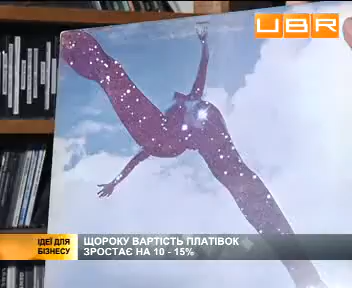 UBR
ІДЕЇ ДЛЯ
БІЗНЕСУ
ЩОРОКУ ВАРТІСТЬ ПЛАТІВОК
ЗРОСТАЄ НА 10 - 15%